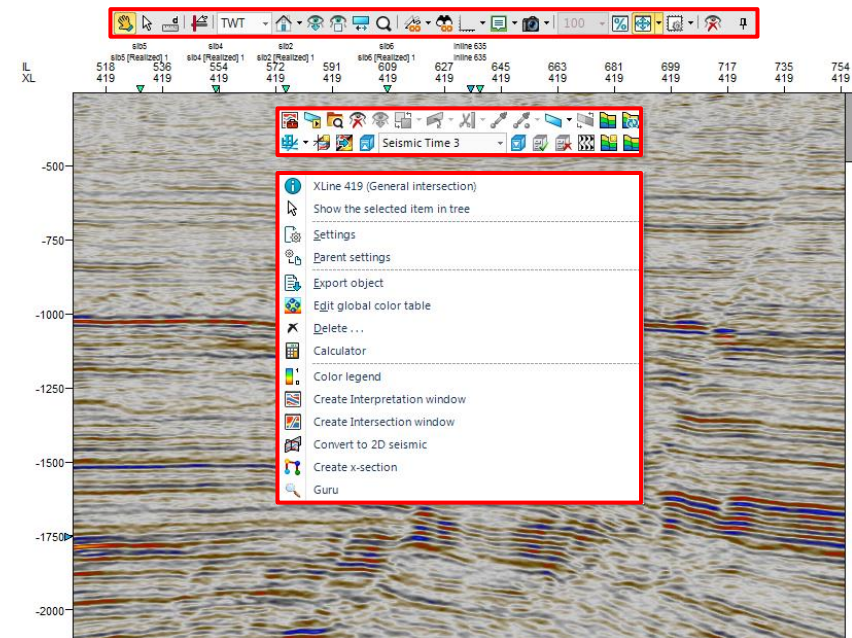 TWT
100
%
slb5 slb4 slb2 slb6 Inline 635
slb5 [Realized] 1 slb4 [Realized] 1 slb2 [Realized] 1 slb6 [Realized] 1 Inline 635
IL 518 536 554 572 591 609 627 645 663 681 699 717 735 754
XL 419 419 419 419 419 419 419 419 419 419 419 419 419 419
Seismic Time 3
-500
XLine 419 (General intersection)
Show the selected item in tree
Settings
-750
Parent settings
Export object
Edit global color table
-1000
Delete ...
Calculator
Color legend
-1250
Create Interpretation window
Create Intersection window
Convert to 2D seismic
-1500
Create x-section
Guru
-1750
-2000